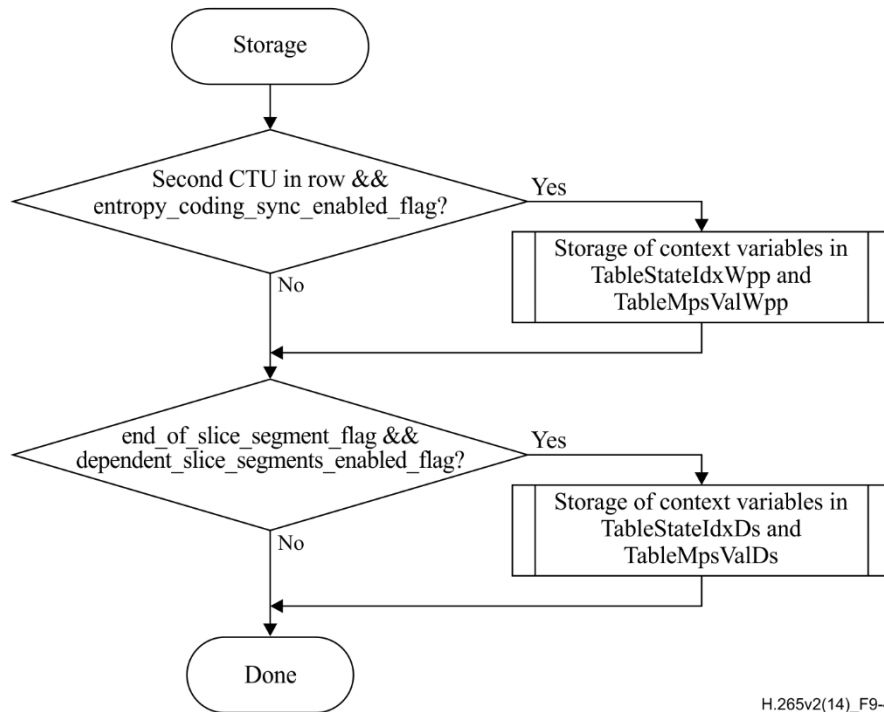 Storage
Second CTU in row &&
entropy_coding_sync_enabled_flag?
Yes
Storage of context variables in
TableStateIdxWpp and
TableMpsValWpp
No
end_of_slice_segment_flag &&
dependent_slice_segments_enabled_flag?
Yes
Storage of context variables in
TableStateIdxDs and
TableMpsValDs
No
Done
H.265v2(14)_F9-